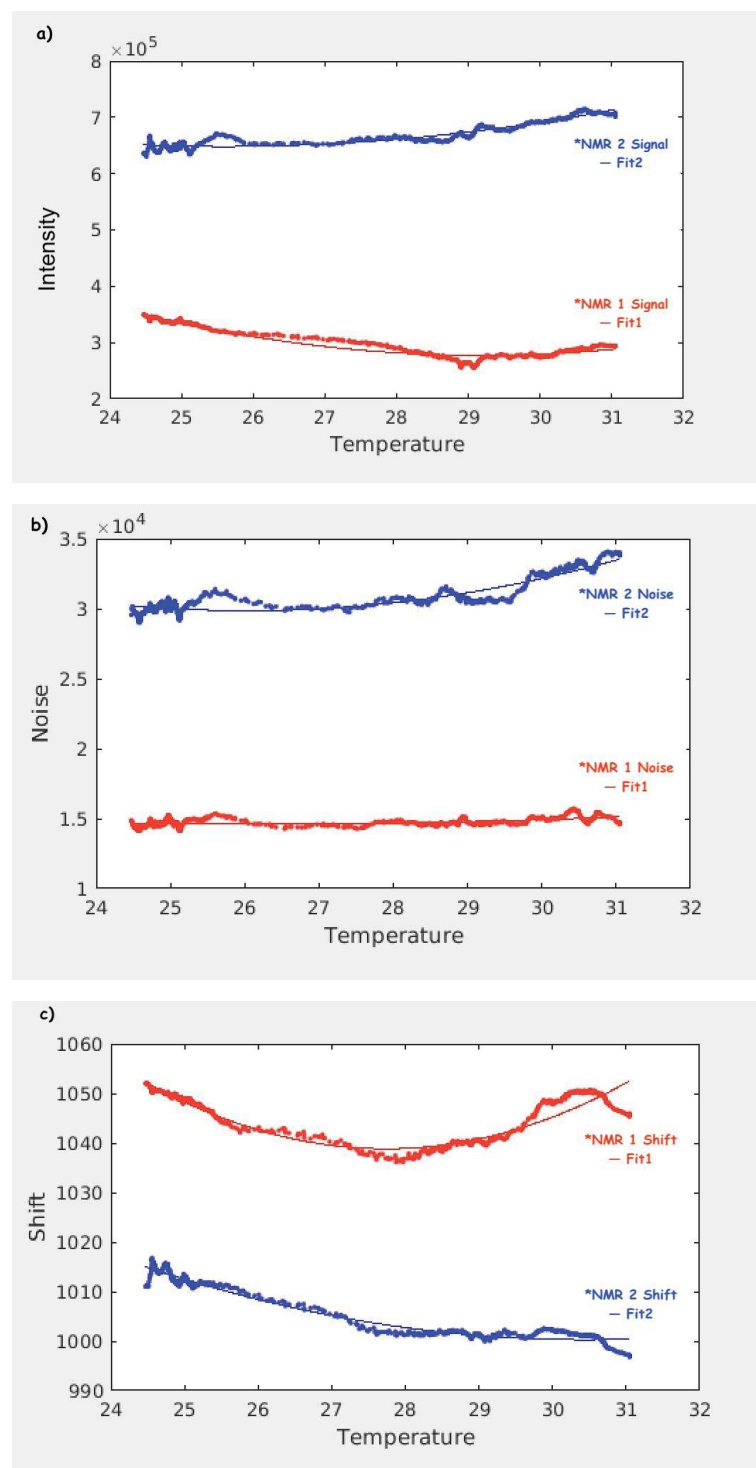 a)
×10⁵
8
7
6
5
4
3
2
Intensity
*NMR 2 Signal
— Fit2
*NMR 1 Signal
— Fit1
24 25 26 27 28 29 30 31 32
Temperature
b)
×10⁴
3.5
3
2.5
2
1.5
1
Noise
*NMR 2 Noise
— Fit2
*NMR 1 Noise
— Fit1
24 25 26 27 28 29 30 31 32
Temperature
c)
1060
1050
1040
1030
1020
1010
1000
990
Shift
*NMR 1 Shift
— Fit1
*NMR 2 Shift
— Fit2
24 25 26 27 28 29 30 31 32
Temperature